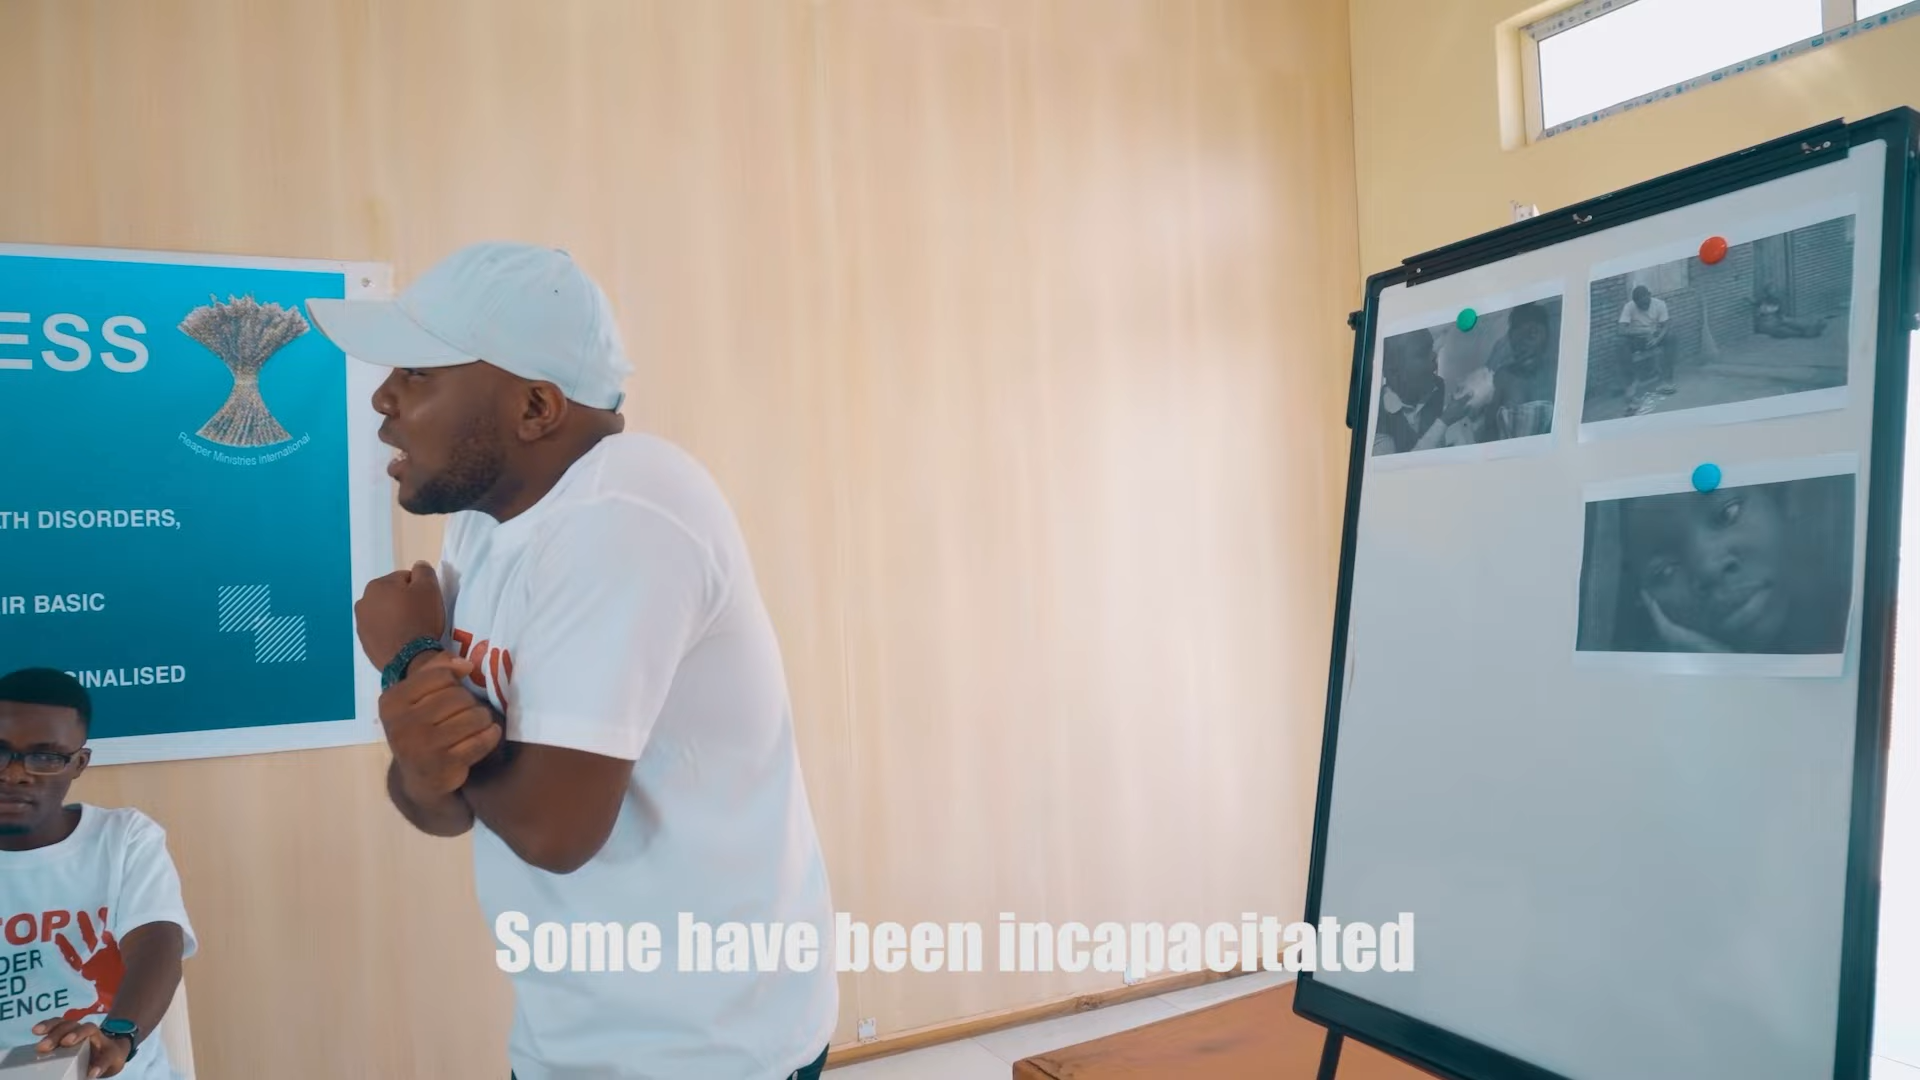 ESS
Reaper Ministries International
TH DISORDERS,
IR BASIC
GINALISED
TOP
DER
ED
ENCE
Some have been incapacitated